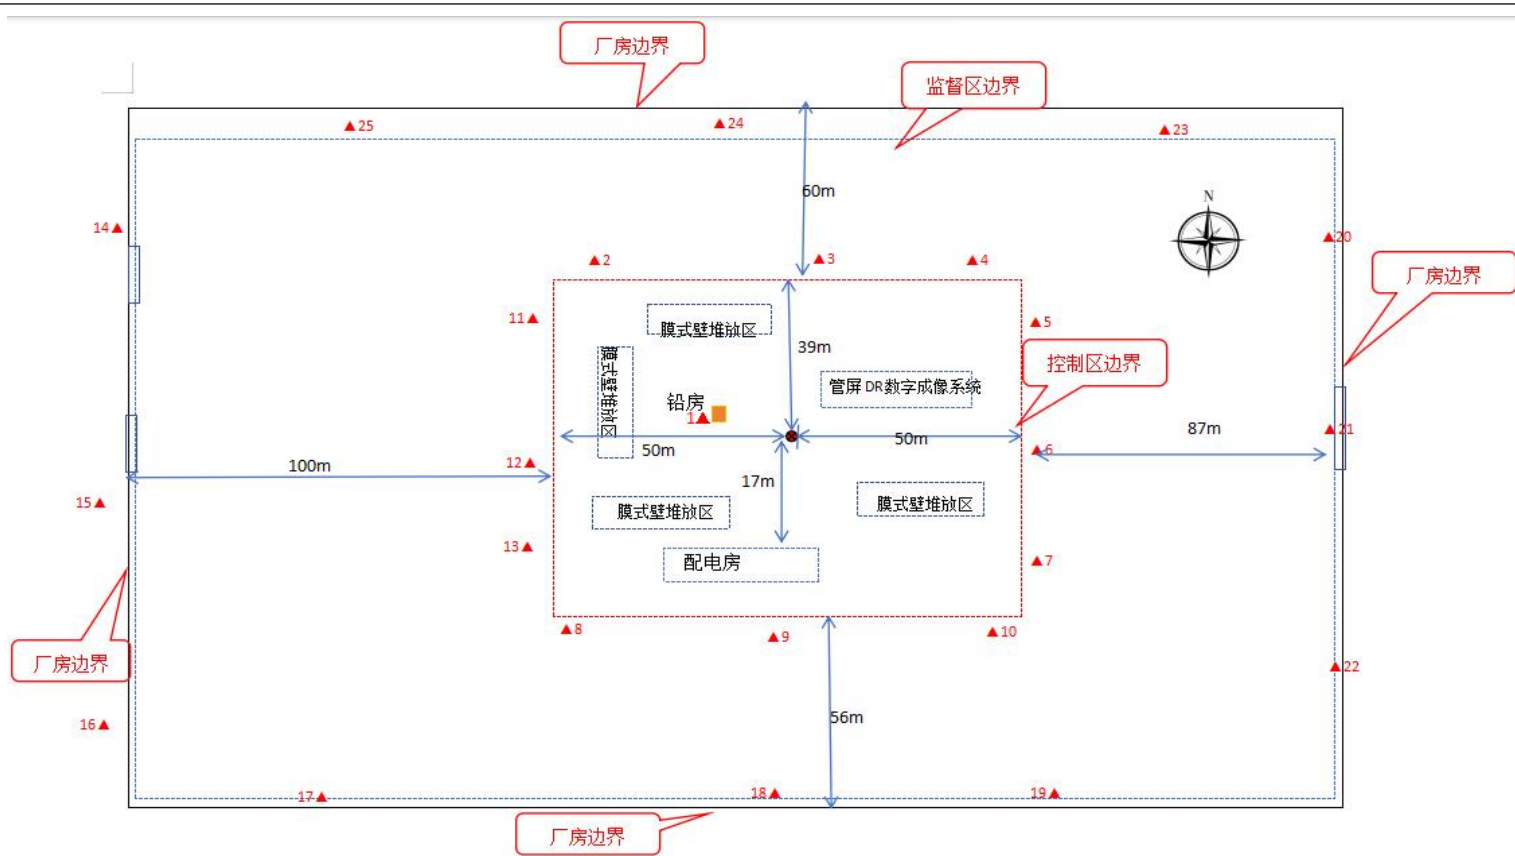 厂房边界
监督区边界
▲25
▲24
▲23
60m
N
14▲
▲20
厂房边界
▲2
▲3
▲4
11▲
▲5
膜式壁堆放区
39m
控制区边界
膜式壁堆放区
管屏DR数字成像系统
铅房
1▲
50m
50m
87m
▲21
▲6
100m
12▲
17m
15▲
膜式壁堆放区
膜式壁堆放区
13▲
配电房
▲7
▲8
▲9
▲10
厂房边界
▲22
56m
16▲
17▲
18▲
19▲
厂房边界